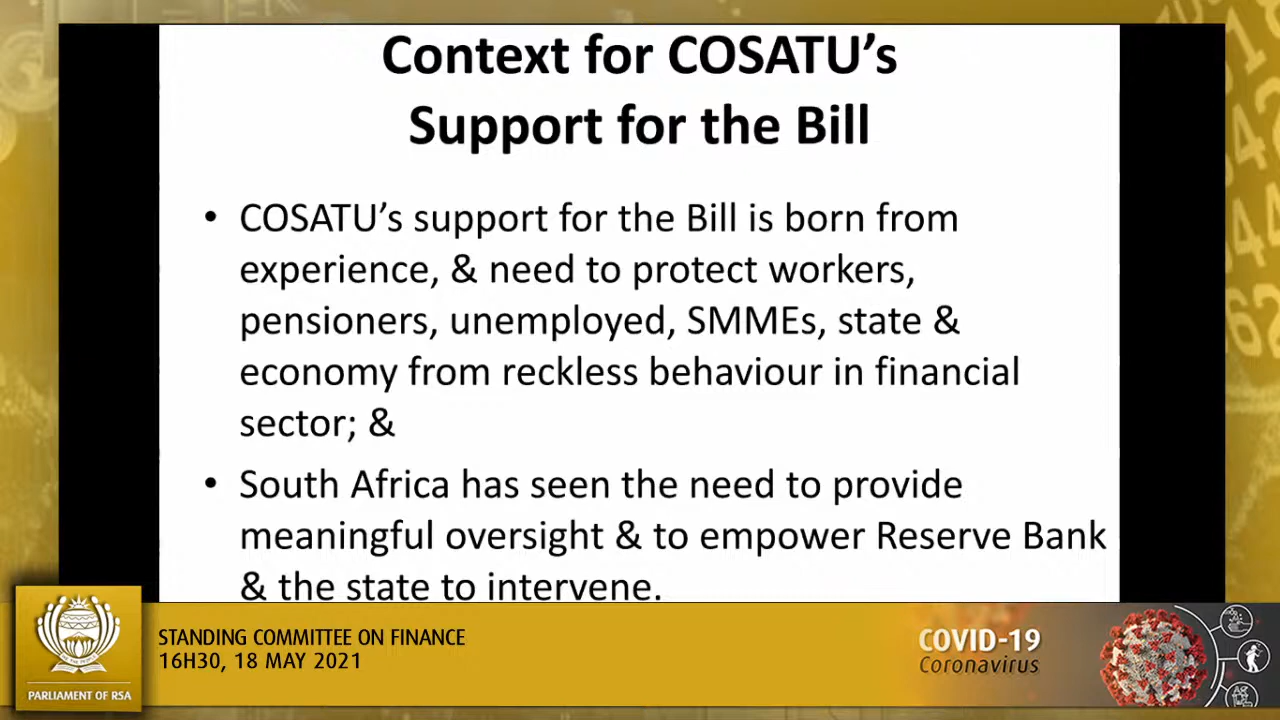 Context for COSATU’s
Support for the Bill
• COSATU’s support for the Bill is born from
experience, & need to protect workers,
pensioners, unemployed, SMMEs, state &
economy from reckless behaviour in financial
sector; &
• South Africa has seen the need to provide
meaningful oversight & to empower Reserve Bank
& the state to intervene.
STANDING COMMITTEE ON FINANCE
16H30, 18 MAY 2021
PARLIAMENT OF RSA
COVID-19
Coronavirus